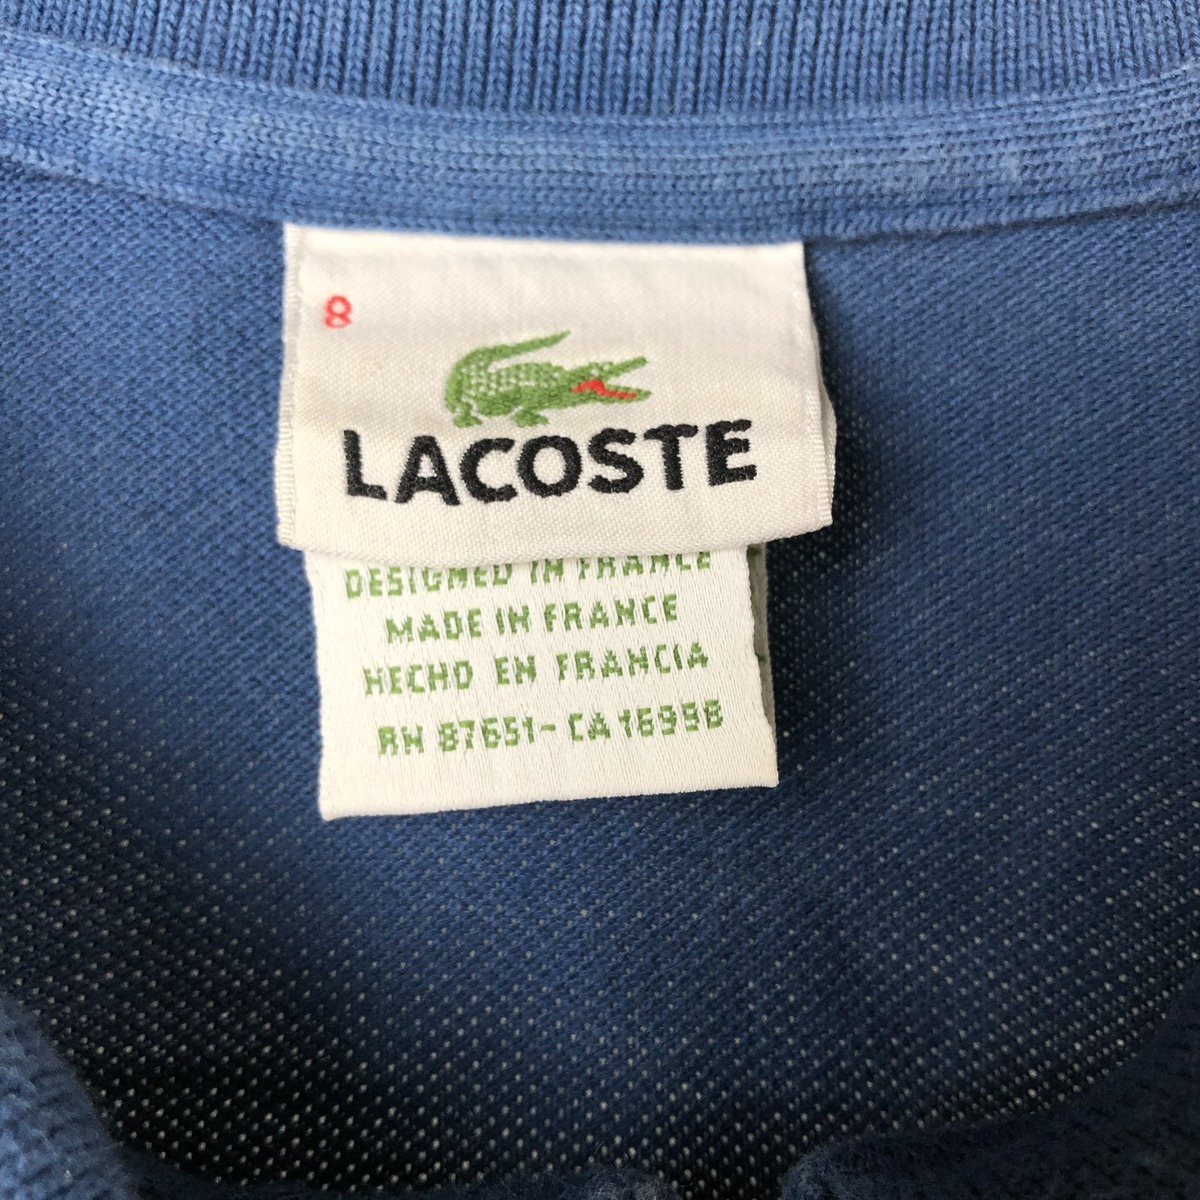 8
LACOSTE
DESIGNED IN FRANCE
MADE IN FRANCE
HECHO EN FRANCIA
RN 87651- CA 16998